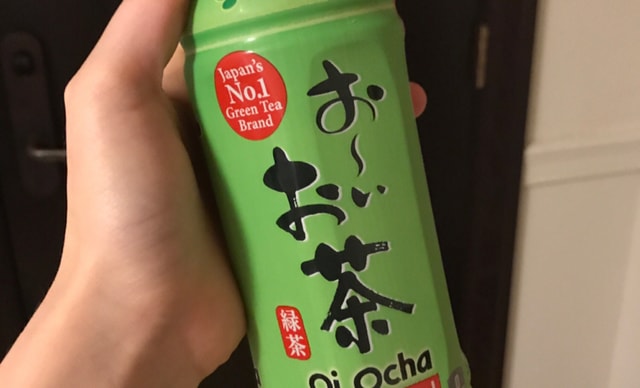 Japan's
No.1
Green Tea
Brand
お〜い
お茶
緑茶
Oi Ocha